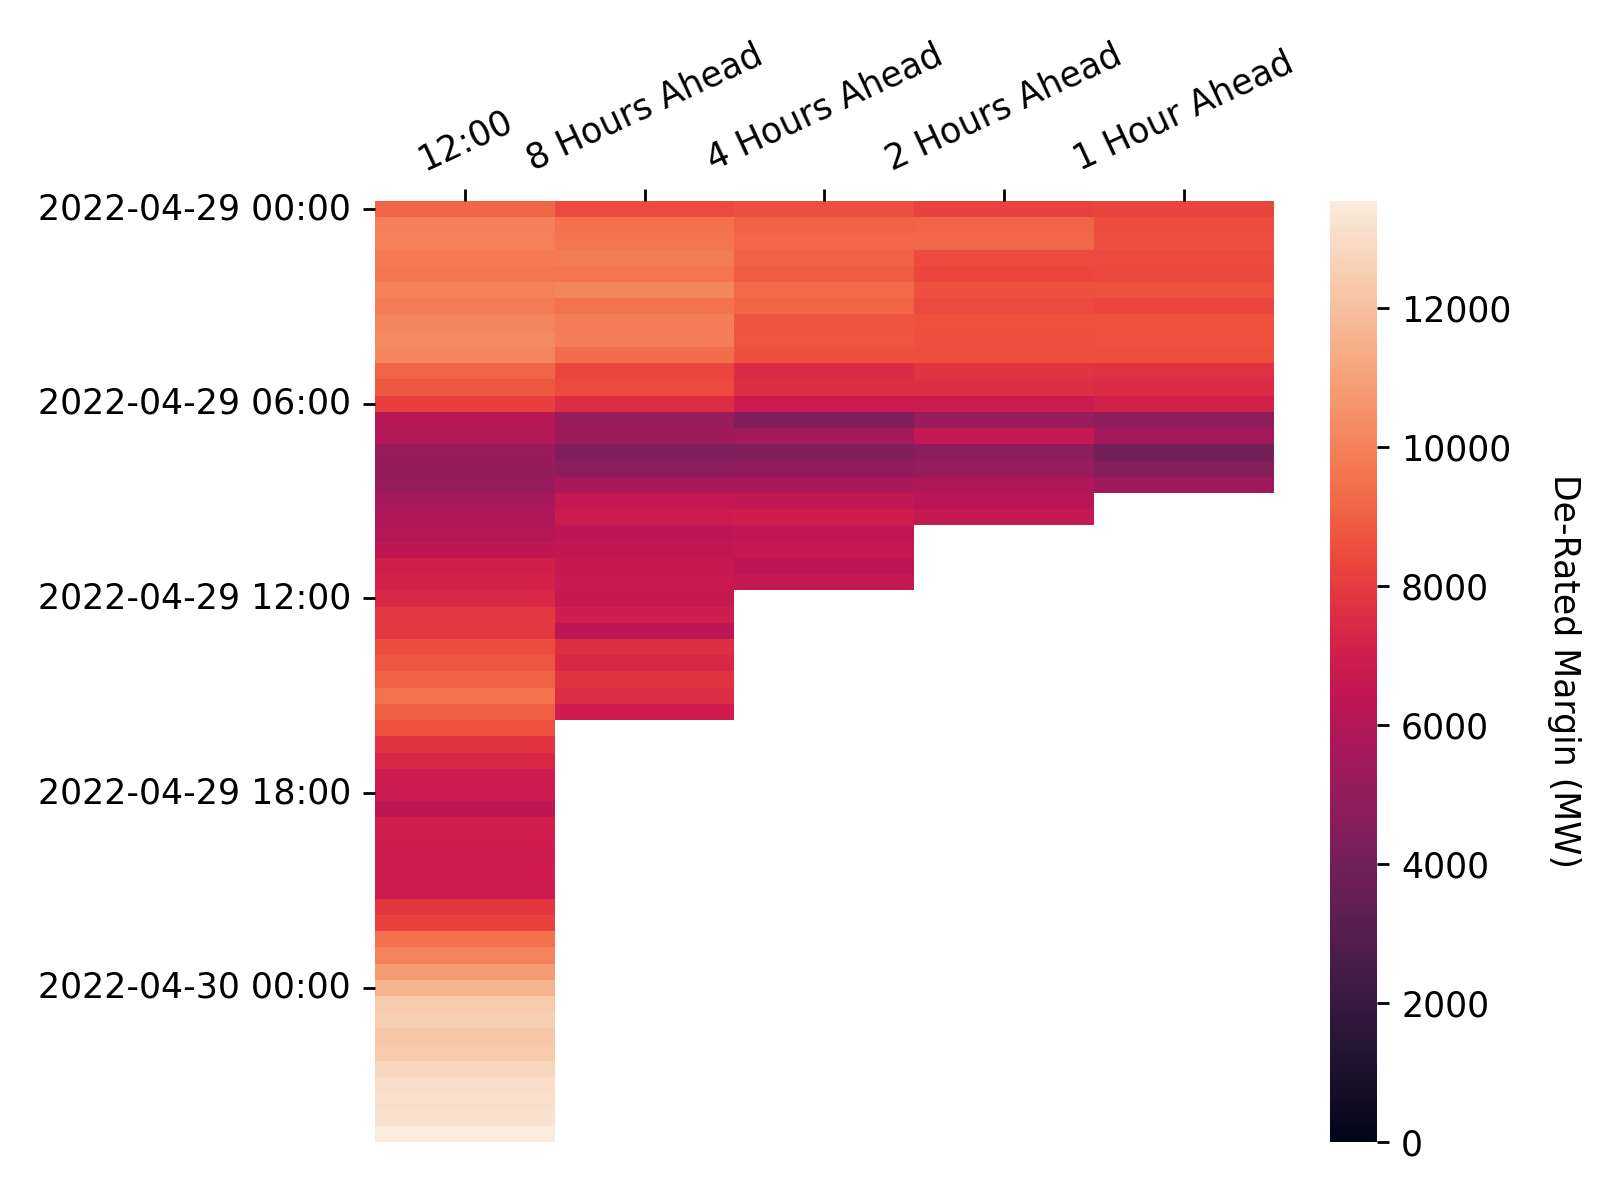 12:00
8 Hours Ahead
4 Hours Ahead
2 Hours Ahead
1 Hour Ahead
2022-04-29 00:00
2022-04-29 06:00
2022-04-29 12:00
2022-04-29 18:00
2022-04-30 00:00
12000
10000
8000
6000
4000
2000
0
De-Rated Margin (MW)